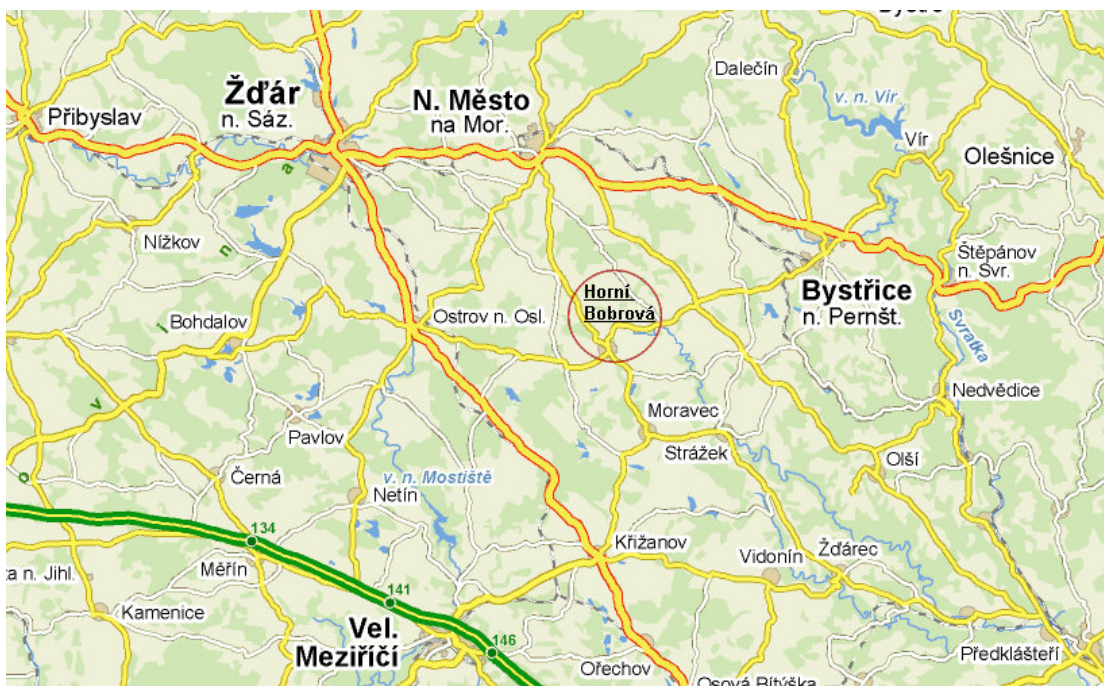 Dalečín
Žďár
n. Sáz.
N. Město
na Mor.
v. n. Vír
Přibyslav
Vír
Olešnice
a
Nížkov
n
Štěpánov
n. Svr.
Horní
Bobrová
Bystřice
n. Pernšt.
Bohdalov
i
Ostrov n. Osl.
Svratka
Nedvědice
v
Moravec
Pavlov
Strážek
Olší
o
Černá
v. n. Mostiště
Netín
134
Křižanov
Vidonín
Žďárec
Měřín
141
Kamenice
Vel.
Meziříčí
146
Ořechov
Předklášteří
Osová Bítýška